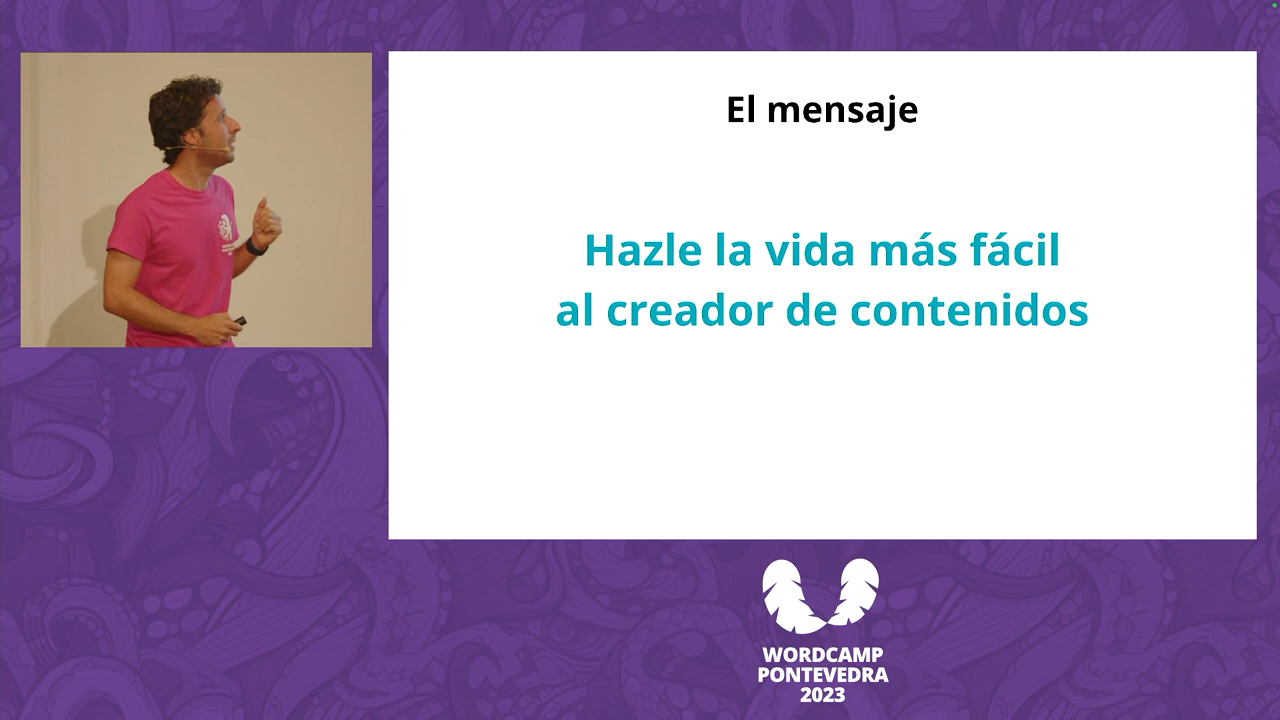 El mensaje
Hazle la vida más fácil
al creador de contenidos
WORDCAMP
PONTEVEDRA
2023